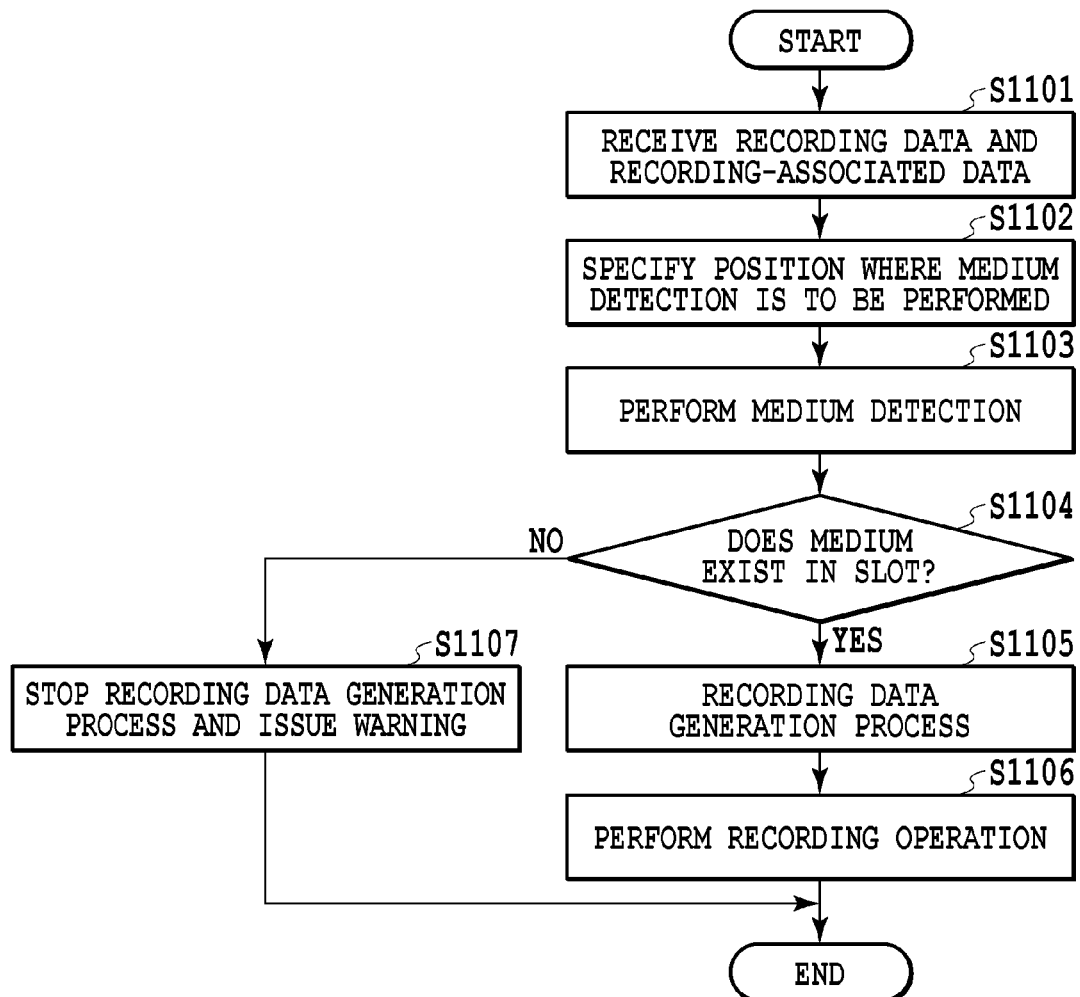 START
S1101
RECEIVE RECORDING DATA AND
RECORDING-ASSOCIATED DATA
S1102
SPECIFY POSITION WHERE MEDIUM
DETECTION IS TO BE PERFORMED
S1103
PERFORM MEDIUM DETECTION
S1104
DOES MEDIUM
EXIST IN SLOT?
NO
YES
S1107
STOP RECORDING DATA GENERATION
PROCESS AND ISSUE WARNING
S1105
RECORDING DATA
GENERATION PROCESS
S1106
PERFORM RECORDING OPERATION
END